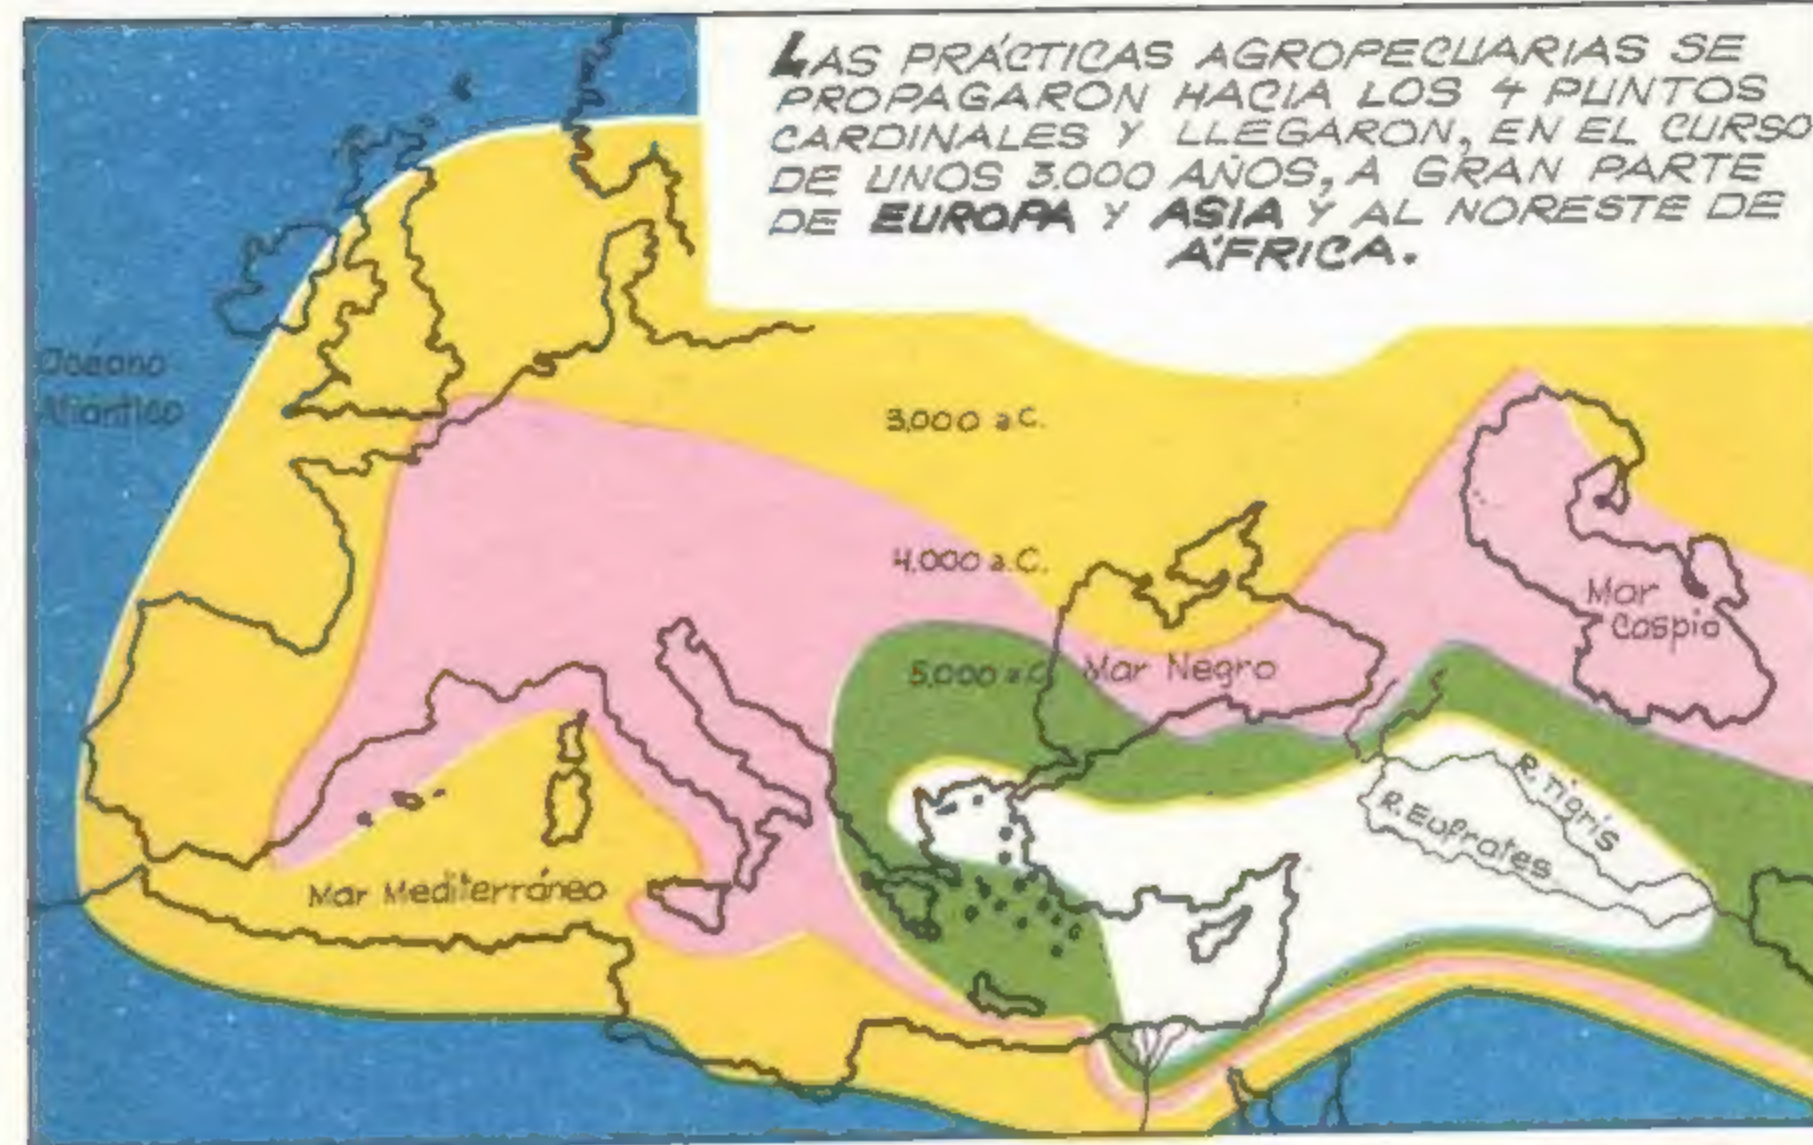 LAS PRÁCTICAS AGROPECUARIAS SE
PROPAGARON HACIA LOS 4 PUNTOS
CARDINALES Y LLEGARON, EN EL CURSO
DE UNOS 3.000 AÑOS, A GRAN PARTE
DE EUROPA Y ASIA Y AL NORESTE DE
ÁFRICA.
Océano
Atlántico
3.000 a.C.
4.000 a.C.
5.000 a.C.
Mar Negro
Mar
Caspio
R. Tigris
R. Eufrates
Mar Mediterráneo